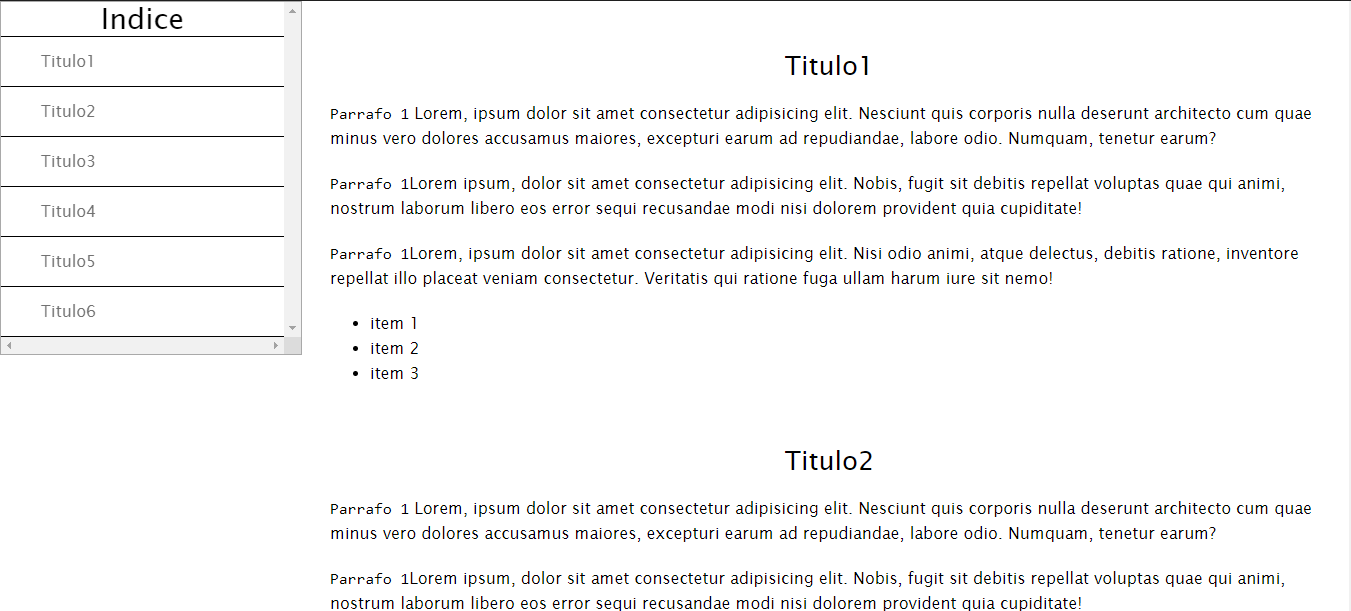 Indice
Titulo1
Titulo2
Titulo3
Titulo4
Titulo5
Titulo6
Titulo1
Parrafo 1 Lorem, ipsum dolor sit amet consectetur adipisicing elit. Nesciunt quis corporis nulla deserunt architecto cum quae
minus vero dolores accusamus maiores, excepturi earum ad repudiandae, labore odio. Numquam, tenetur earum?
Parrafo 1Lorem ipsum, dolor sit amet consectetur adipisicing elit. Nobis, fugit sit debitis repellat voluptas quae qui animi,
nostrum laborum libero eos error sequi recusandae modi nisi dolorem provident quia cupiditate!
Parrafo 1Lorem, ipsum dolor sit amet consectetur adipisicing elit. Nisi odio animi, atque delectus, debitis ratione, inventore
repellat illo placeat veniam consectetur. Veritatis qui ratione fuga ullam harum iure sit nemo!
• item 1
• item 2
• item 3
Titulo2
Parrafo 1 Lorem, ipsum dolor sit amet consectetur adipisicing elit. Nesciunt quis corporis nulla deserunt architecto cum quae
minus vero dolores accusamus maiores, excepturi earum ad repudiandae, labore odio. Numquam, tenetur earum?
Parrafo 1Lorem ipsum, dolor sit amet consectetur adipisicing elit. Nobis, fugit sit debitis repellat voluptas quae qui animi,
nostrum laborum libero eos error sequi recusandae modi nisi dolorem provident quia cupiditate!